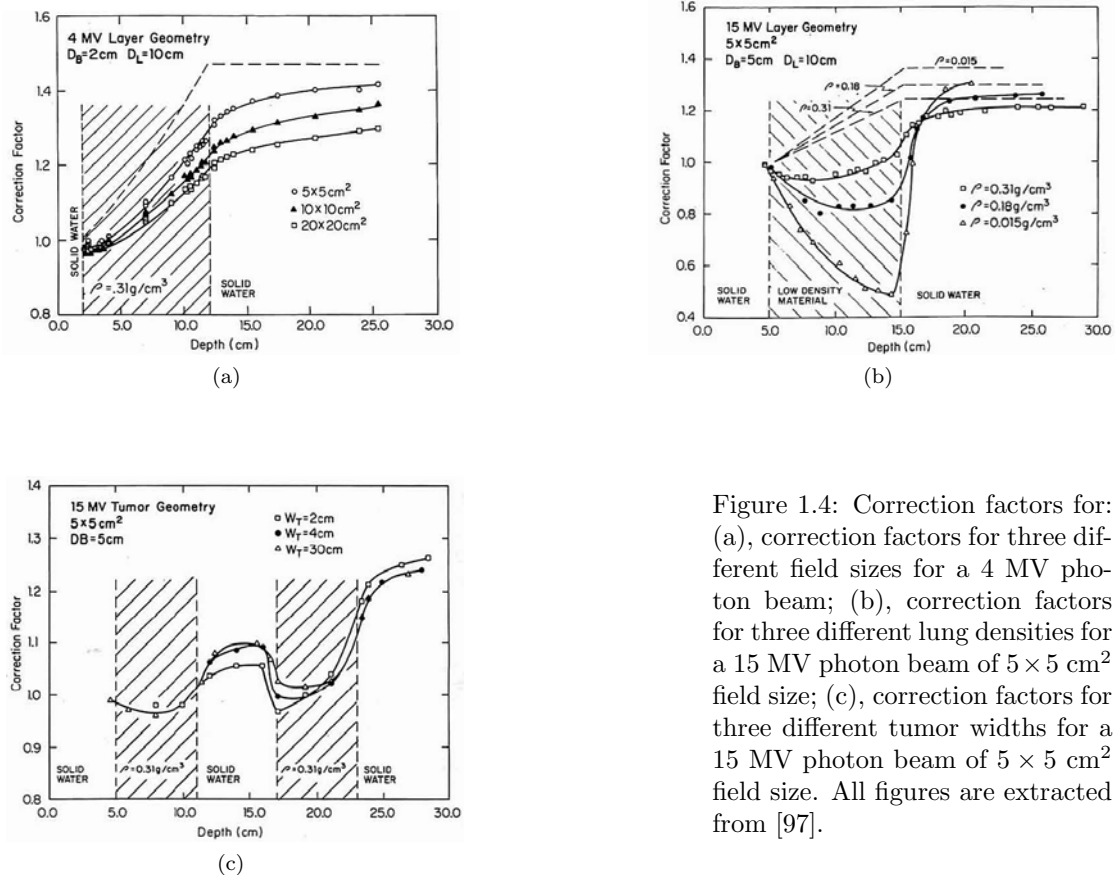 4 MV Layer Geometry
D_B=2cm D_L=10cm
Correction Factor
1.6
1.4
1.2
1.0
0.8
SOLID WATER
ρ=.31g/cm³
SOLID
WATER
○ 5x5cm²
▲ 10x10cm²
□ 20x20cm²
0.0 5.0 10.0 15.0 20.0 25.0 30.0
Depth (cm)
(a)
15 MV Layer Geometry
5x5cm²
D_B=5cm D_L=10cm
Correction Factor
1.6
1.4
1.2
1.0
0.8
0.6
0.4
ρ=0.015
ρ=0.18
ρ=0.31
□ ρ=0.31g/cm³
● ρ=0.18g/cm³
△ ρ=0.015g/cm³
SOLID
WATER
LOW DENSITY
MATERIAL
SOLID WATER
0.0 5.0 10.0 15.0 20.0 25.0 30.0
Depth (cm)
(b)
15 MV Tumor Geometry
5x5cm²
DB=5cm
□ W_T=2cm
● W_T=4cm
△ W_T=30cm
Correction Factor
1.4
1.3
1.2
1.1
1.0
0.9
0.8
SOLID
WATER
ρ=0.31g/cm³
SOLID
WATER
ρ=0.31g/cm³
SOLID
WATER
0.0 5.0 10.0 15.0 20.0 25.0 30.0
Depth (cm)
(c)
Figure 1.4: Correction factors for:
(a), correction factors for three dif-
ferent field sizes for a 4 MV pho-
ton beam; (b), correction factors
for three different lung densities for
a 15 MV photon beam of 5 × 5 cm²
field size; (c), correction factors for
three different tumor widths for a
15 MV photon beam of 5 × 5 cm²
field size. All figures are extracted
from [97].